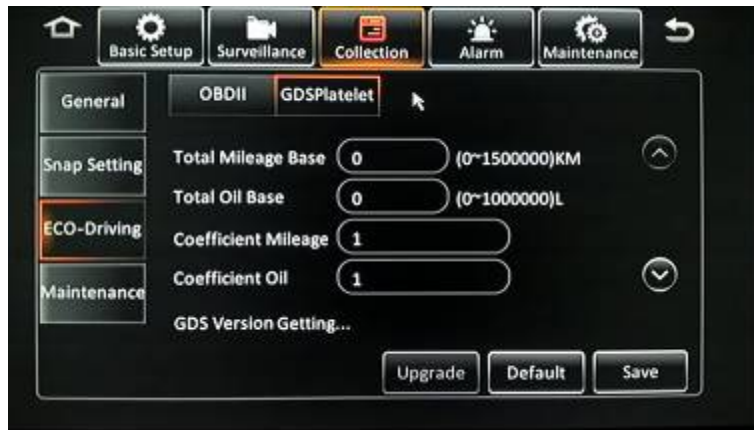 Basic Setup
Surveillance
Collection
Alarm
Maintenance
General
Snap Setting
ECO-Driving
Maintenance
OBDII
GDSPlatelet
Total Mileage Base 0 (0~1500000)KM
Total Oil Base 0 (0~1000000)L
Coefficient Mileage 1
Coefficient Oil 1
GDS Version Getting...
Upgrade
Default
Save